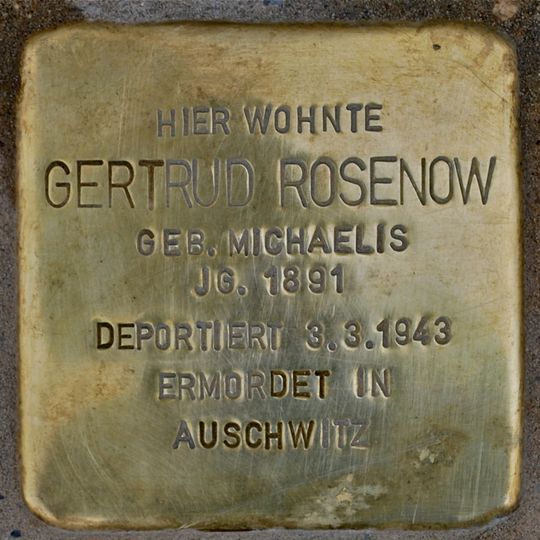 HIER WOHNTE
GERTRUD ROSENOW
GEB. MICHAELIS
JG. 1891
DEPORTIERT 3.3.1943
ERMORDET IN
AUSCHWITZ